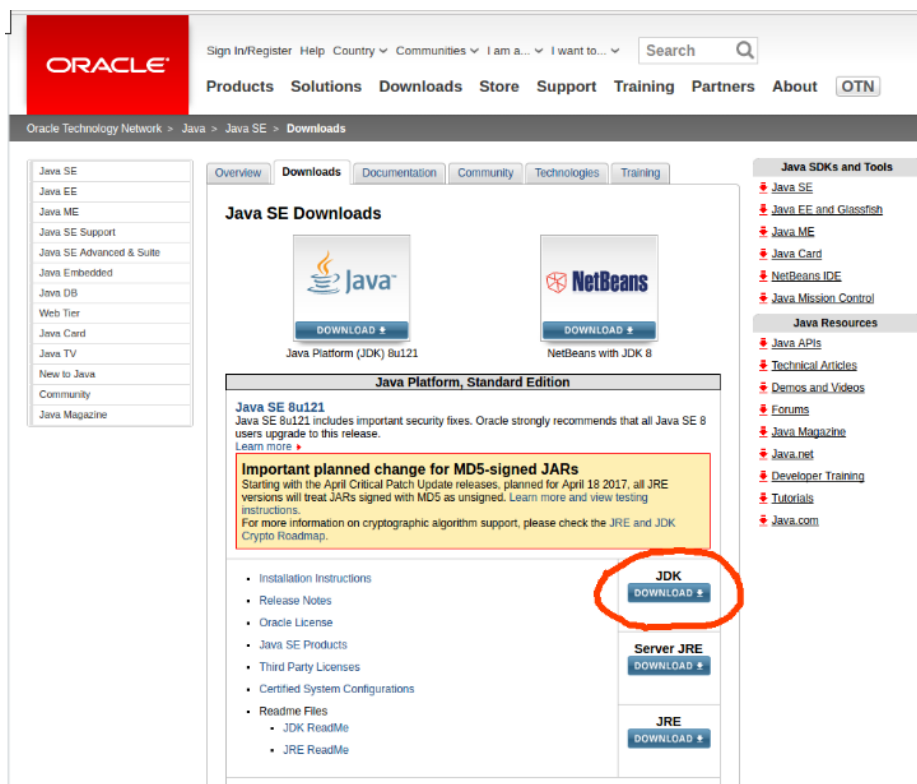 ORACLE
Sign In/Register Help Country Communities I am a... I want to... Search
Products Solutions Downloads Store Support Training Partners About OTN
Oracle Technology Network > Java > Java SE > Downloads
Java SE
Java EE
Java ME
Java SE Support
Java SE Advanced & Suite
Java Embedded
Java DB
Web Tier
Java Card
Java TV
New to Java
Community
Java Magazine
Overview Downloads Documentation Community Technologies Training
Java SE Downloads
Java
DOWNLOAD
Java Platform (JDK) 8u121
NetBeans
DOWNLOAD
NetBeans with JDK 8
Java Platform, Standard Edition
Java SE 8u121
Java SE 8u121 includes important security fixes. Oracle strongly recommends that all Java SE 8
users upgrade to this release.
Learn more
Important planned change for MD5-signed JARs
Starting with the April Critical Patch Update releases, planned for April 18 2017, all JRE
versions will treat JARs signed with MD5 as unsigned. Learn more and view testing
instructions.
For more information on cryptographic algorithm support, please check the JRE and JDK
Crypto Roadmap.
Installation Instructions
Release Notes
Oracle License
Java SE Products
Third Party Licenses
Certified System Configurations
Readme Files
JDK ReadMe
JRE ReadMe
JDK
DOWNLOAD
Server JRE
DOWNLOAD
JRE
DOWNLOAD
Java SDKs and Tools
Java SE
Java EE and Glassfish
Java ME
Java Card
NetBeans IDE
Java Mission Control
Java Resources
Java APIs
Technical Articles
Demos and Videos
Forums
Java Magazine
Java.net
Developer Training
Tutorials
Java.com